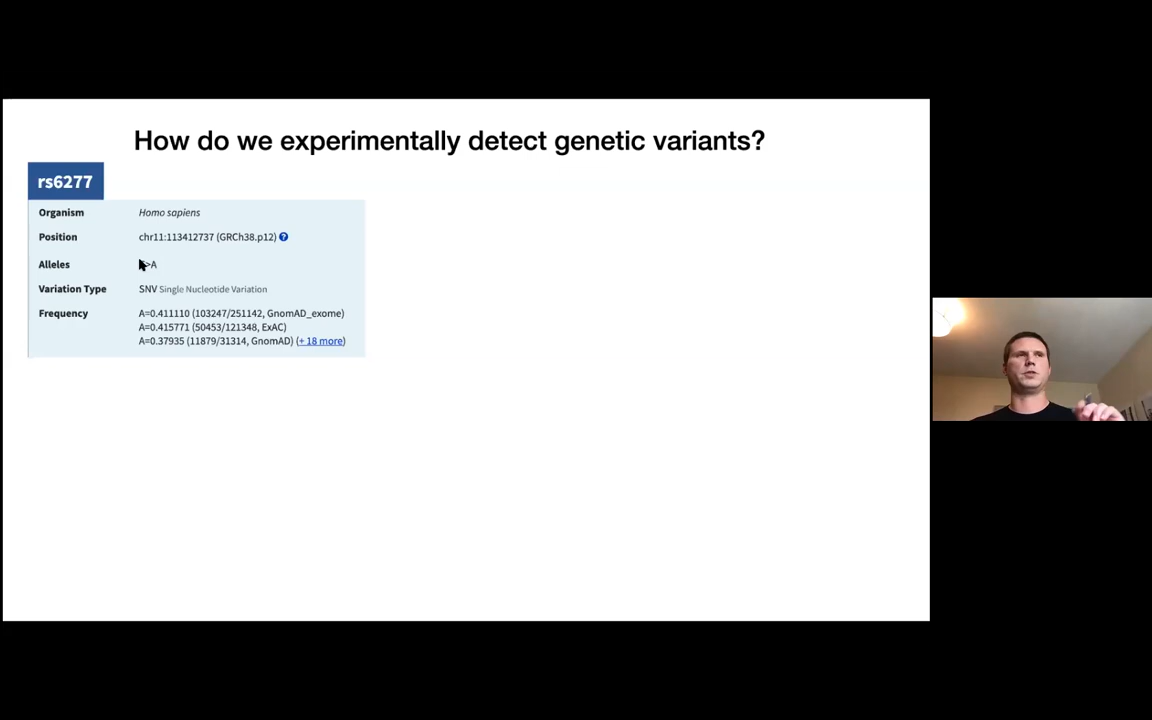 How do we experimentally detect genetic variants?
rs6277
Organism Homo sapiens
Position chr11:113412737 (GRCh38.p12) ?
Alleles >A
Variation Type SNV Single Nucleotide Variation
Frequency A=0.411110 (103247/251142, GnomAD_exome)
A=0.415771 (50453/121348, ExAC)
A=0.37935 (11879/31314, GnomAD) (+ 18 more)